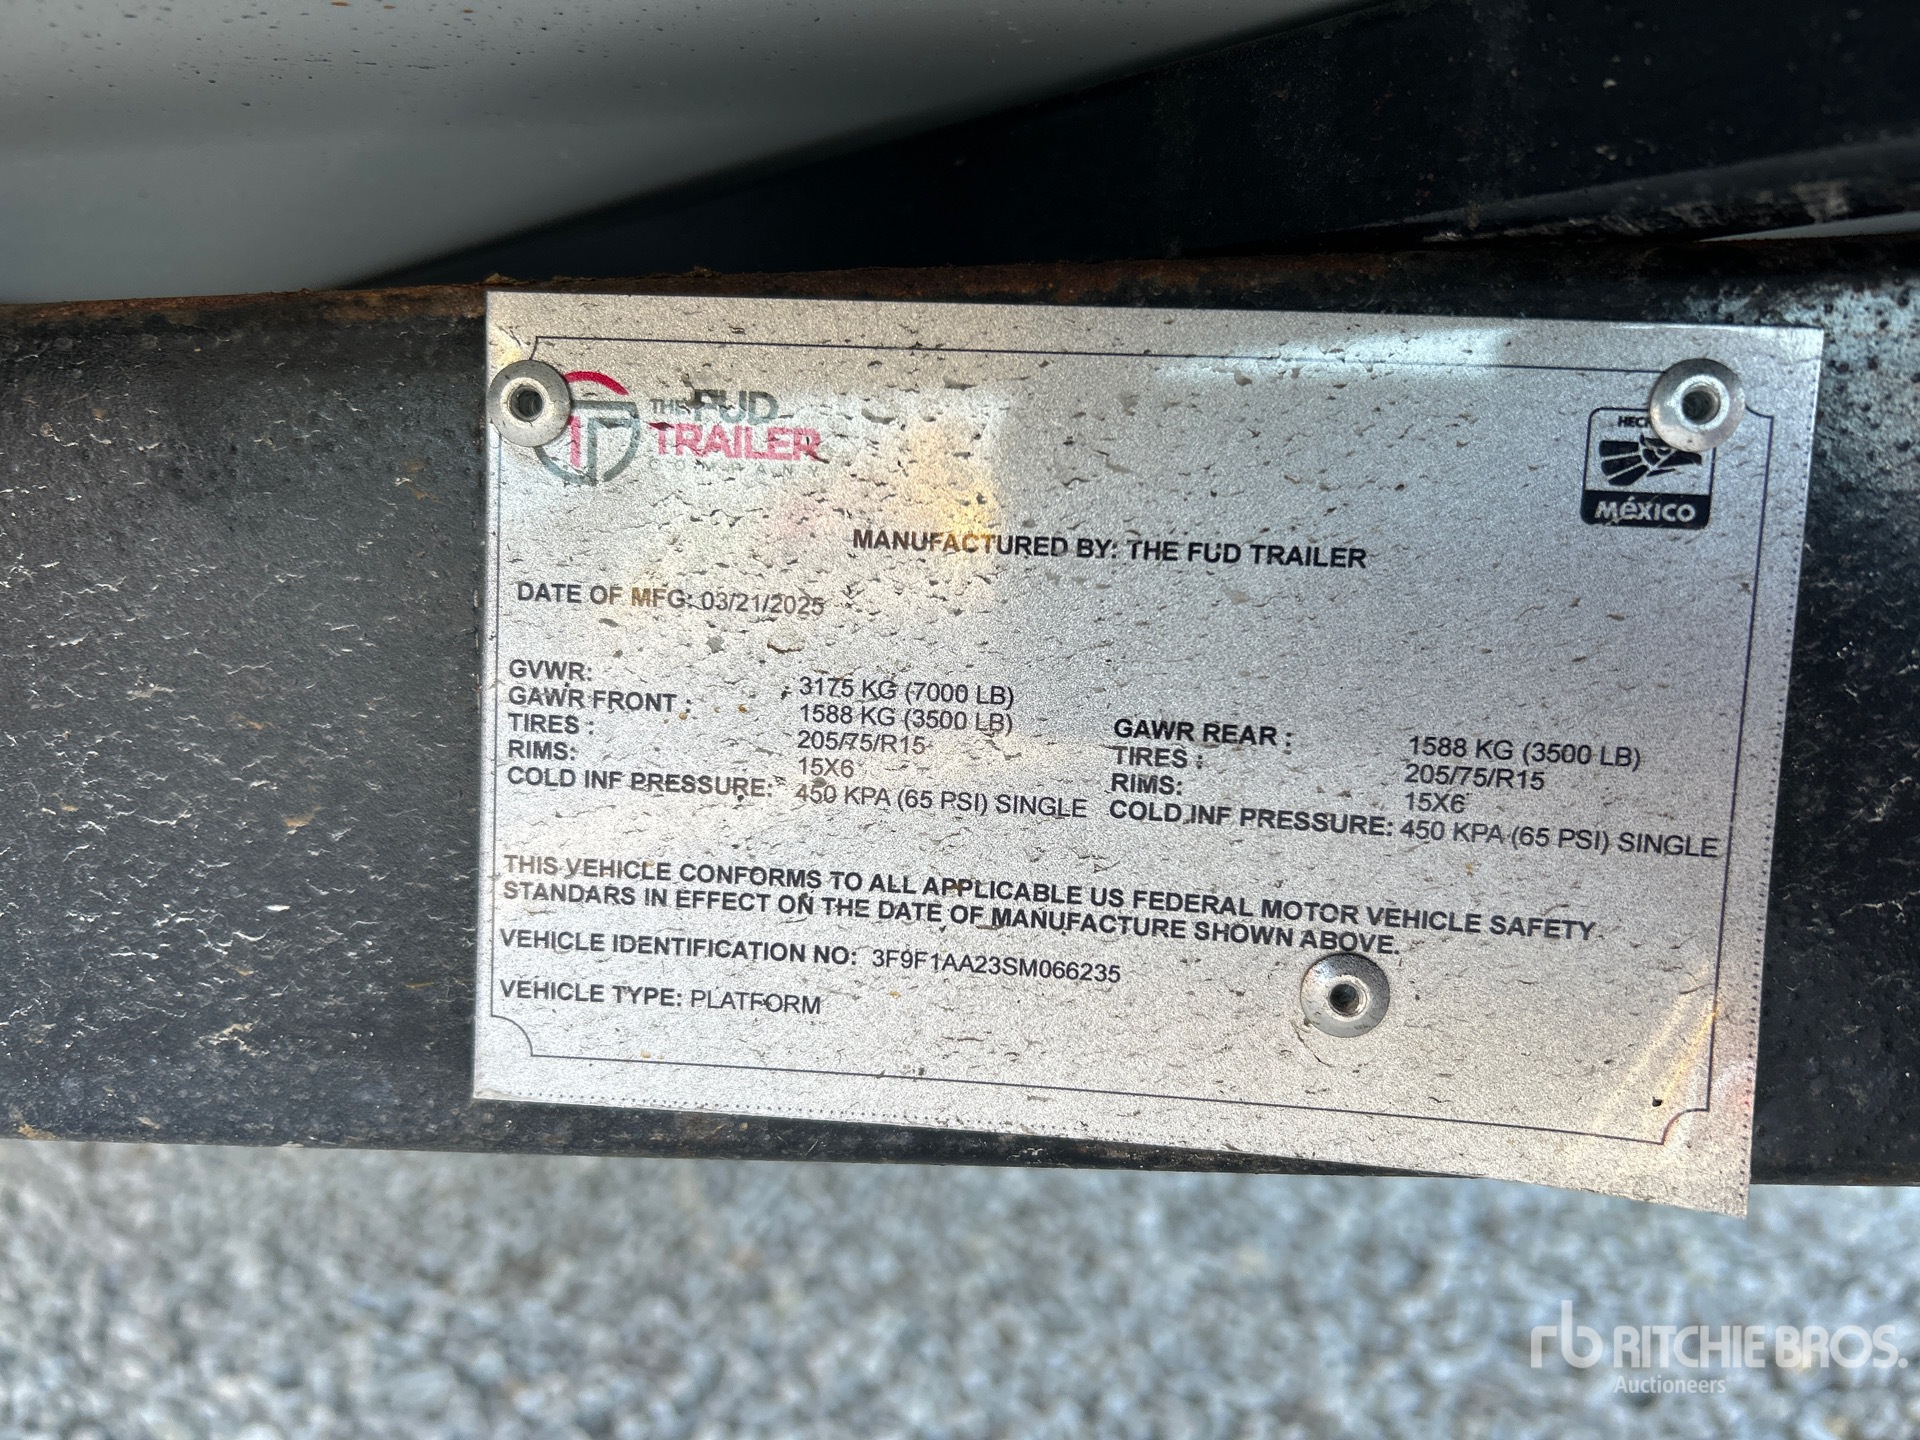 THE FUD
TRAILER
COMPANY
MÉXICO
MANUFACTURED BY: THE FUD TRAILER
DATE OF MFG: 03/21/2025
GVWR: 3175 KG (7000 LB)
GAWR FRONT : 1588 KG (3500 LB) GAWR REAR : 1588 KG (3500 LB)
TIRES : 205/75/R15 TIRES : 205/75/R15
RIMS: 15X6 RIMS: 15X6
COLD INF PRESSURE: 450 KPA (65 PSI) SINGLE COLD INF PRESSURE: 450 KPA (65 PSI) SINGLE
THIS VEHICLE CONFORMS TO ALL APPLICABLE US FEDERAL MOTOR VEHICLE SAFETY
STANDARS IN EFFECT ON THE DATE OF MANUFACTURE SHOWN ABOVE.
VEHICLE IDENTIFICATION NO: 3F9F1AA23SM066235
VEHICLE TYPE: PLATFORM
rb RITCHIE BROS.
Auctioneers